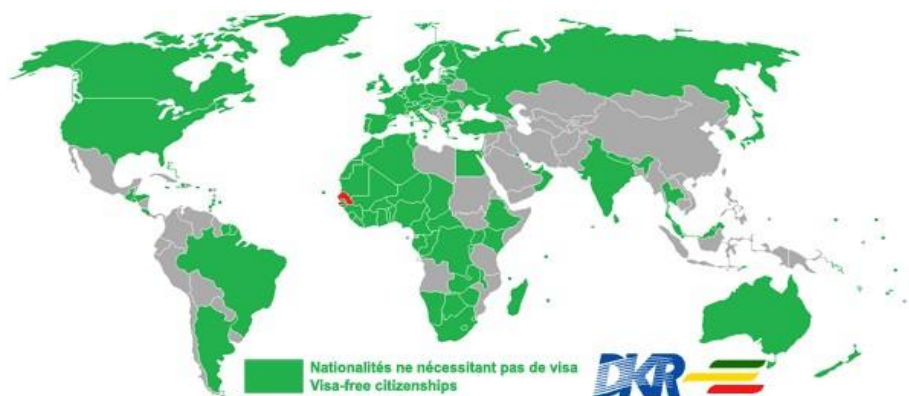 Nationalités ne nécessitant pas de visa
Visa-free citizenships
DKR